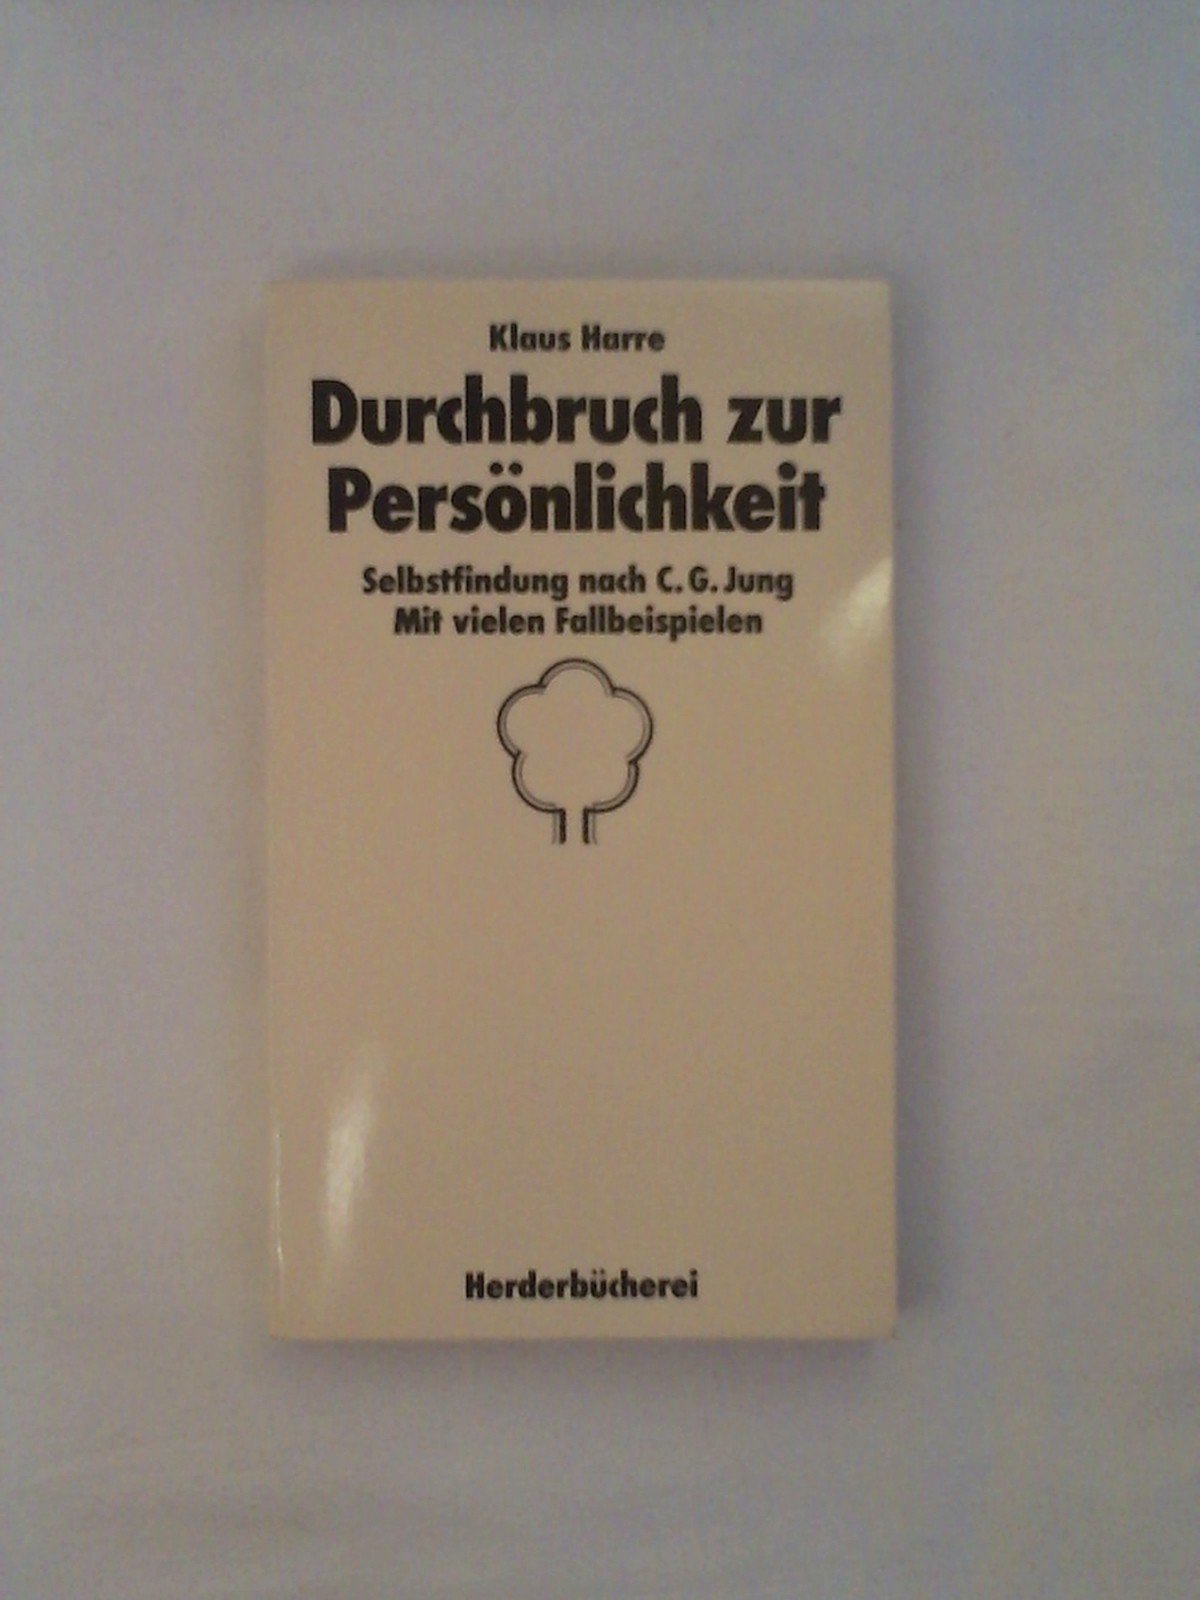 Klaus Harre
Durchbruch zur
Persönlichkeit
Selbstfindung nach C. G. Jung
Mit vielen Fallbeispielen
Herderbücherei